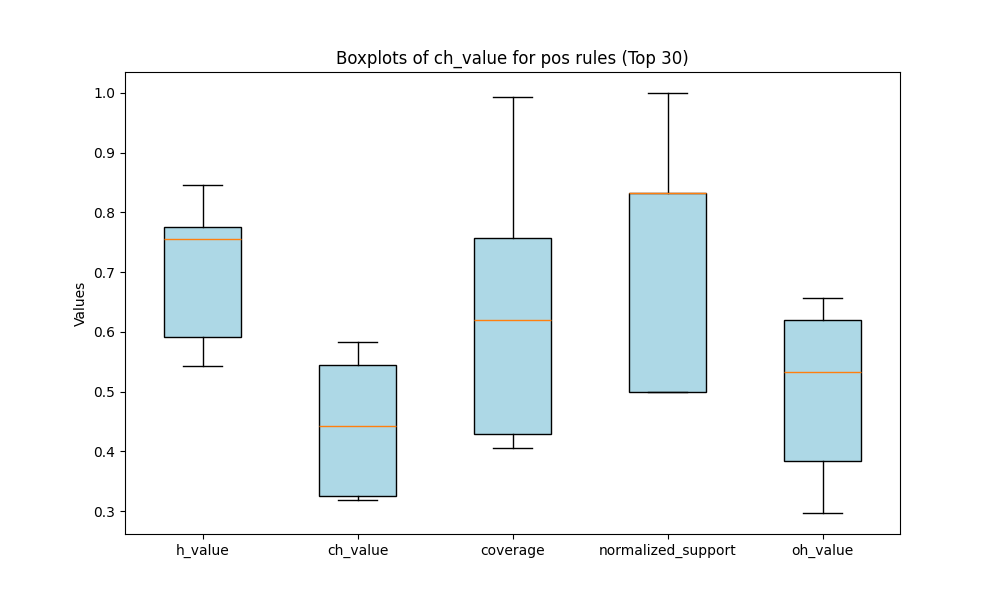 Boxplots of ch_value for pos rules (Top 30)
1.0
0.9
0.8
0.7
0.6
0.5
0.4
0.3
Values
h_value
ch_value
coverage
normalized_support
oh_value